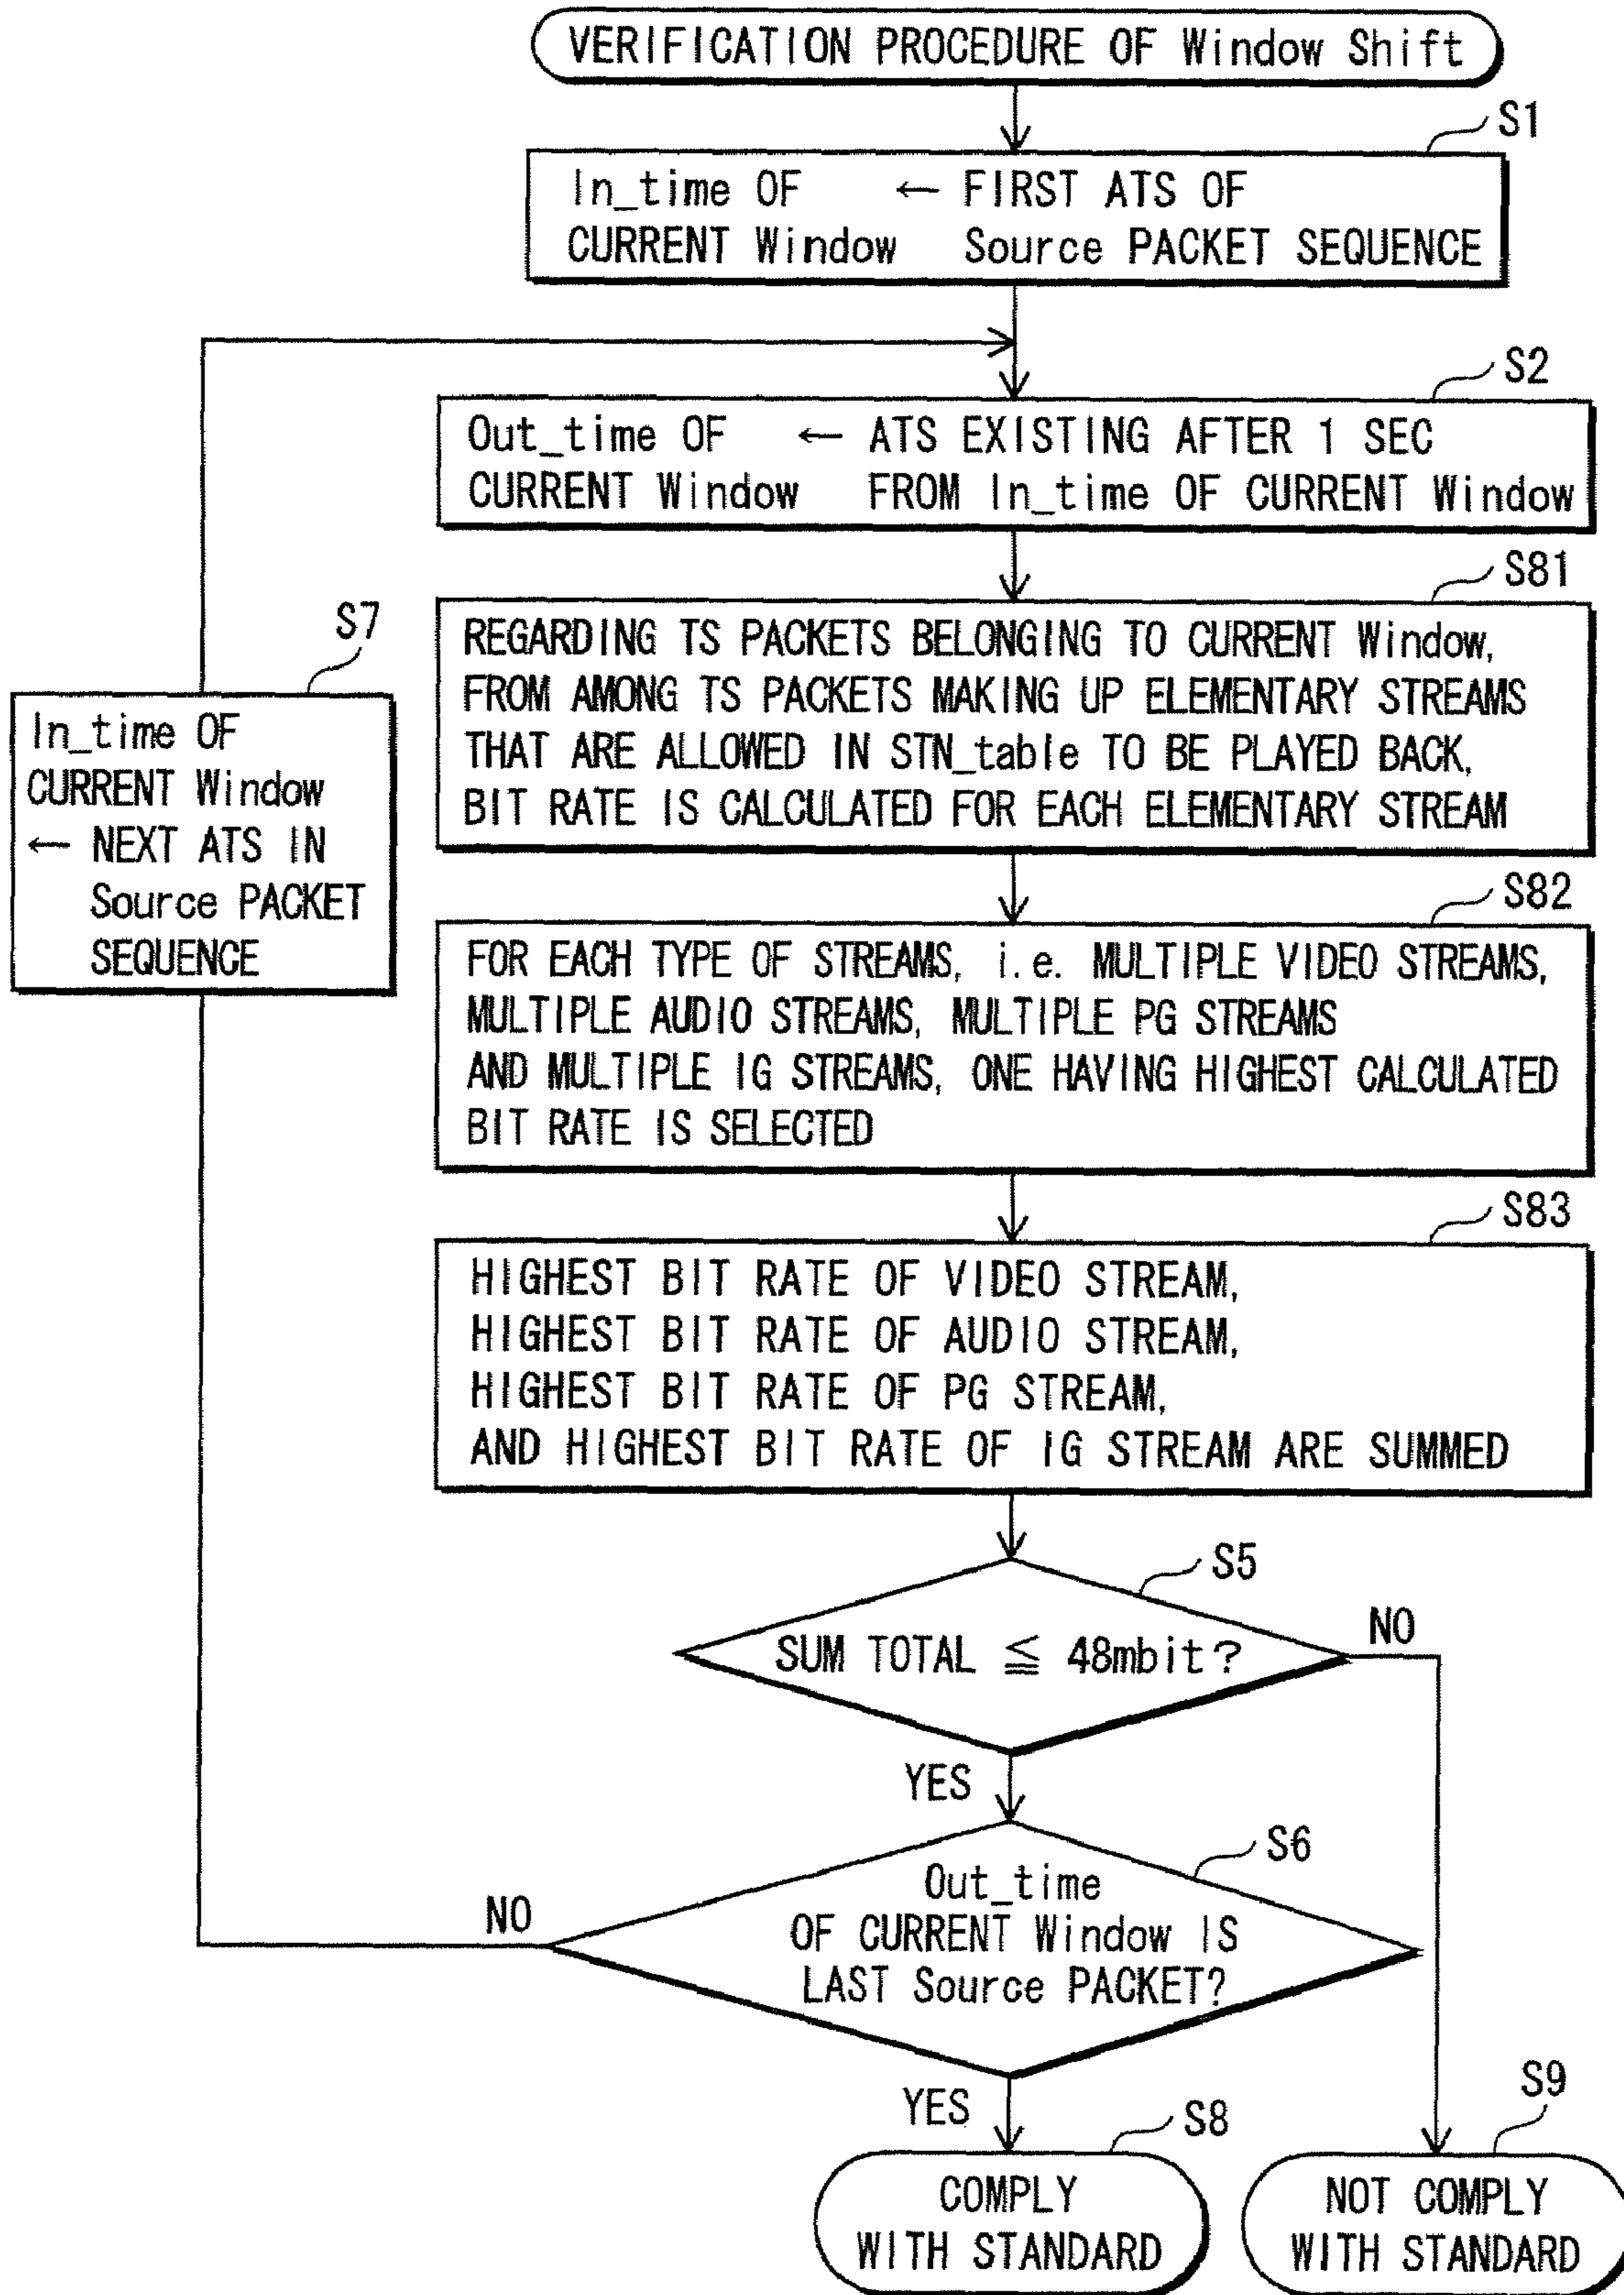 VERIFICATION PROCEDURE OF Window Shift
S1
In_time OF ← FIRST ATS OF
CURRENT Window Source PACKET SEQUENCE
S2
Out_time OF ← ATS EXISTING AFTER 1 SEC
CURRENT Window FROM In_time OF CURRENT Window
S81
REGARDING TS PACKETS BELONGING TO CURRENT Window,
FROM AMONG TS PACKETS MAKING UP ELEMENTARY STREAMS
THAT ARE ALLOWED IN STN_table TO BE PLAYED BACK,
BIT RATE IS CALCULATED FOR EACH ELEMENTARY STREAM
S7
In_time OF
CURRENT Window
← NEXT ATS IN
Source PACKET
SEQUENCE
S82
FOR EACH TYPE OF STREAMS, i.e. MULTIPLE VIDEO STREAMS,
MULTIPLE AUDIO STREAMS, MULTIPLE PG STREAMS
AND MULTIPLE IG STREAMS, ONE HAVING HIGHEST CALCULATED
BIT RATE IS SELECTED
S83
HIGHEST BIT RATE OF VIDEO STREAM,
HIGHEST BIT RATE OF AUDIO STREAM,
HIGHEST BIT RATE OF PG STREAM,
AND HIGHEST BIT RATE OF IG STREAM ARE SUMMED
S5
SUM TOTAL ≦ 48mbit?
NO
YES
S6
Out_time
OF CURRENT Window IS
LAST Source PACKET?
NO
YES
S8
COMPLY
WITH STANDARD
S9
NOT COMPLY
WITH STANDARD